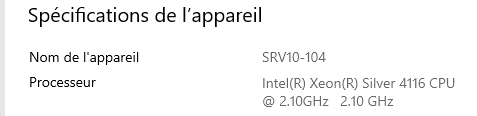 Spécifications de l’appareil
Nom de l'appareil SRV10-104
Processeur Intel(R) Xeon(R) Silver 4116 CPU
@ 2.10GHz 2.10 GHz